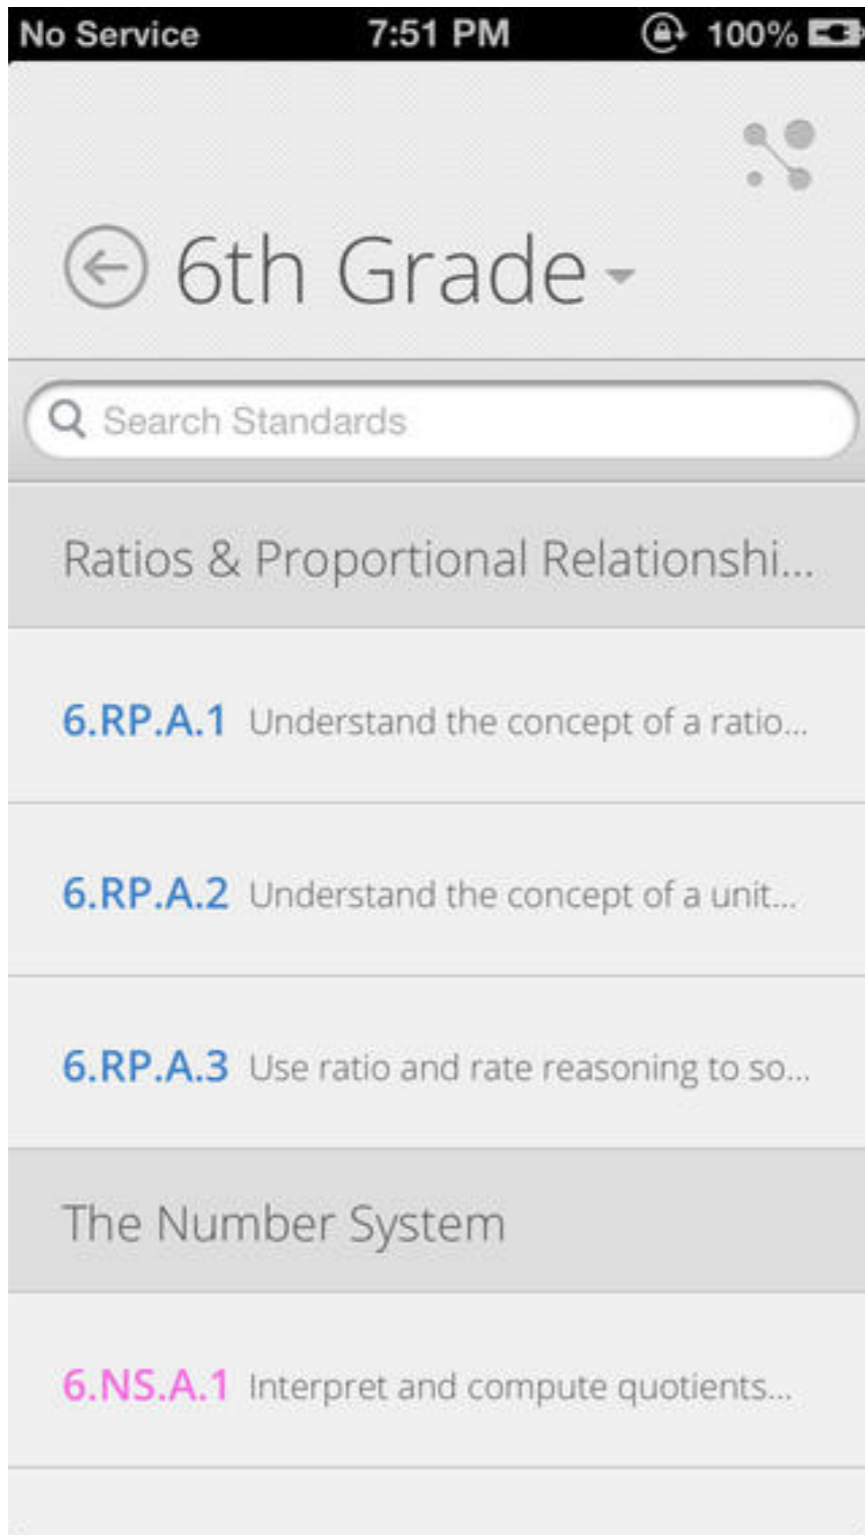 No Service 7:51 PM 100%
6th Grade
Search Standards
Ratios & Proportional Relationshi...
6.RP.A.1 Understand the concept of a ratio...
6.RP.A.2 Understand the concept of a unit...
6.RP.A.3 Use ratio and rate reasoning to so...
The Number System
6.NS.A.1 Interpret and compute quotients...